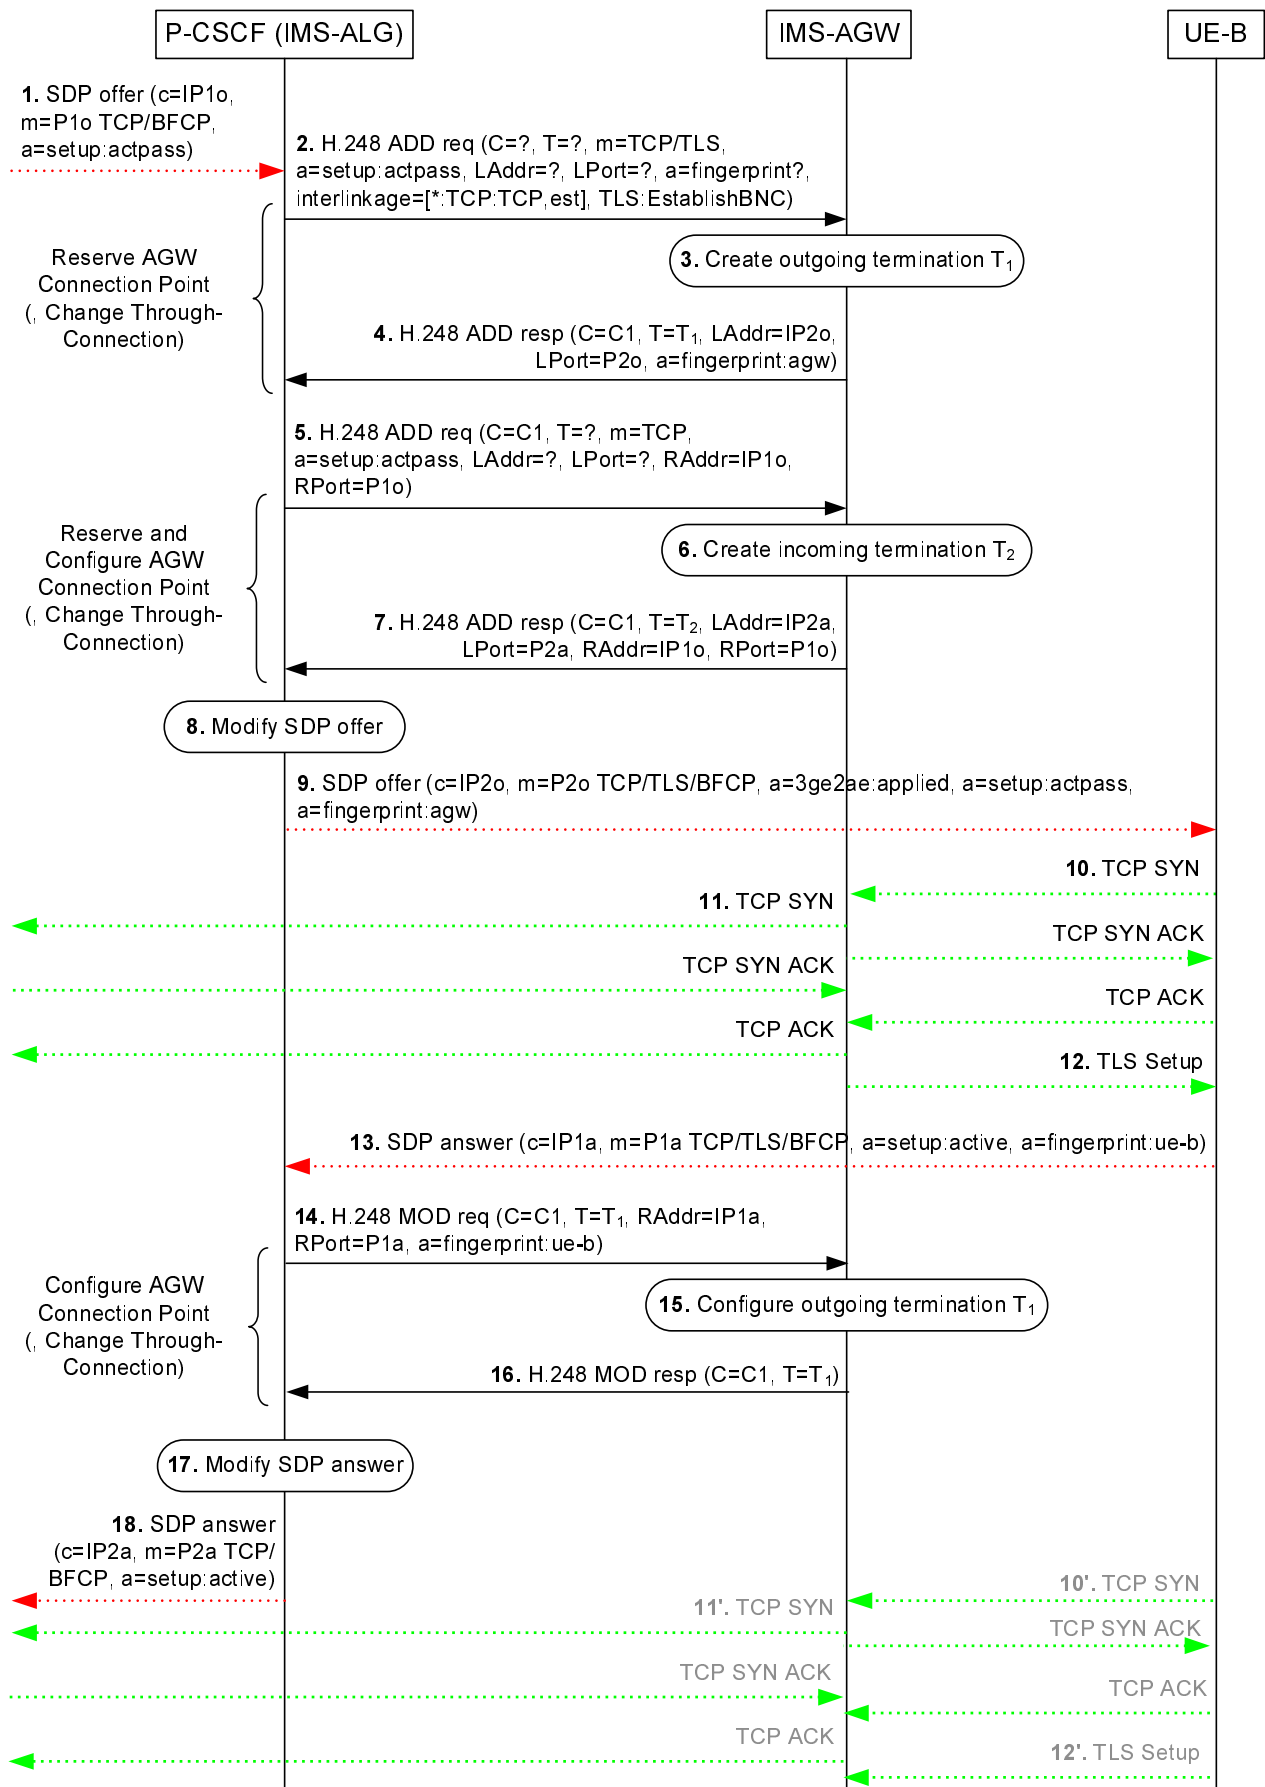 P-CSCF (IMS-ALG)
IMS-AGW
UE-B
1. SDP offer (c=IP1o,
m=P1o TCP/BFCP,
a=setup:actpass)
2. H.248 ADD req (C=?, T=?, m=TCP/TLS,
a=setup:actpass, LAddr=?, LPort=?, a=fingerprint?,
interlinkage=[*:TCP:TCP,est], TLS:EstablishBNC)
Reserve AGW
Connection Point
(, Change Through-
Connection)
3. Create outgoing termination T1
4. H.248 ADD resp (C=C1, T=T1, LAddr=IP2o,
LPort=P2o, a=fingerprint:agw)
5. H.248 ADD req (C=C1, T=?, m=TCP,
a=setup:actpass, LAddr=?, LPort=?, RAddr=IP1o,
RPort=P1o)
Reserve and
Configure AGW
Connection Point
(, Change Through-
Connection)
6. Create incoming termination T2
7. H.248 ADD resp (C=C1, T=T2, LAddr=IP2a,
LPort=P2a, RAddr=IP1o, RPort=P1o)
8. Modify SDP offer
9. SDP offer (c=IP2o, m=P2o TCP/TLS/BFCP, a=3ge2ae:applied, a=setup:actpass,
a=fingerprint:agw)
10. TCP SYN
11. TCP SYN
TCP SYN ACK
TCP SYN ACK
TCP ACK
TCP ACK
12. TLS Setup
13. SDP answer (c=IP1a, m=P1a TCP/TLS/BFCP, a=setup:active, a=fingerprint:ue-b)
14. H.248 MOD req (C=C1, T=T1, RAddr=IP1a,
RPort=P1a, a=fingerprint:ue-b)
Configure AGW
Connection Point
(, Change Through-
Connection)
15. Configure outgoing termination T1
16. H.248 MOD resp (C=C1, T=T1)
17. Modify SDP answer
18. SDP answer
(c=IP2a, m=P2a TCP/
BFCP, a=setup:active)
10'. TCP SYN
11'. TCP SYN
TCP SYN ACK
TCP SYN ACK
TCP ACK
TCP ACK
12'. TLS Setup